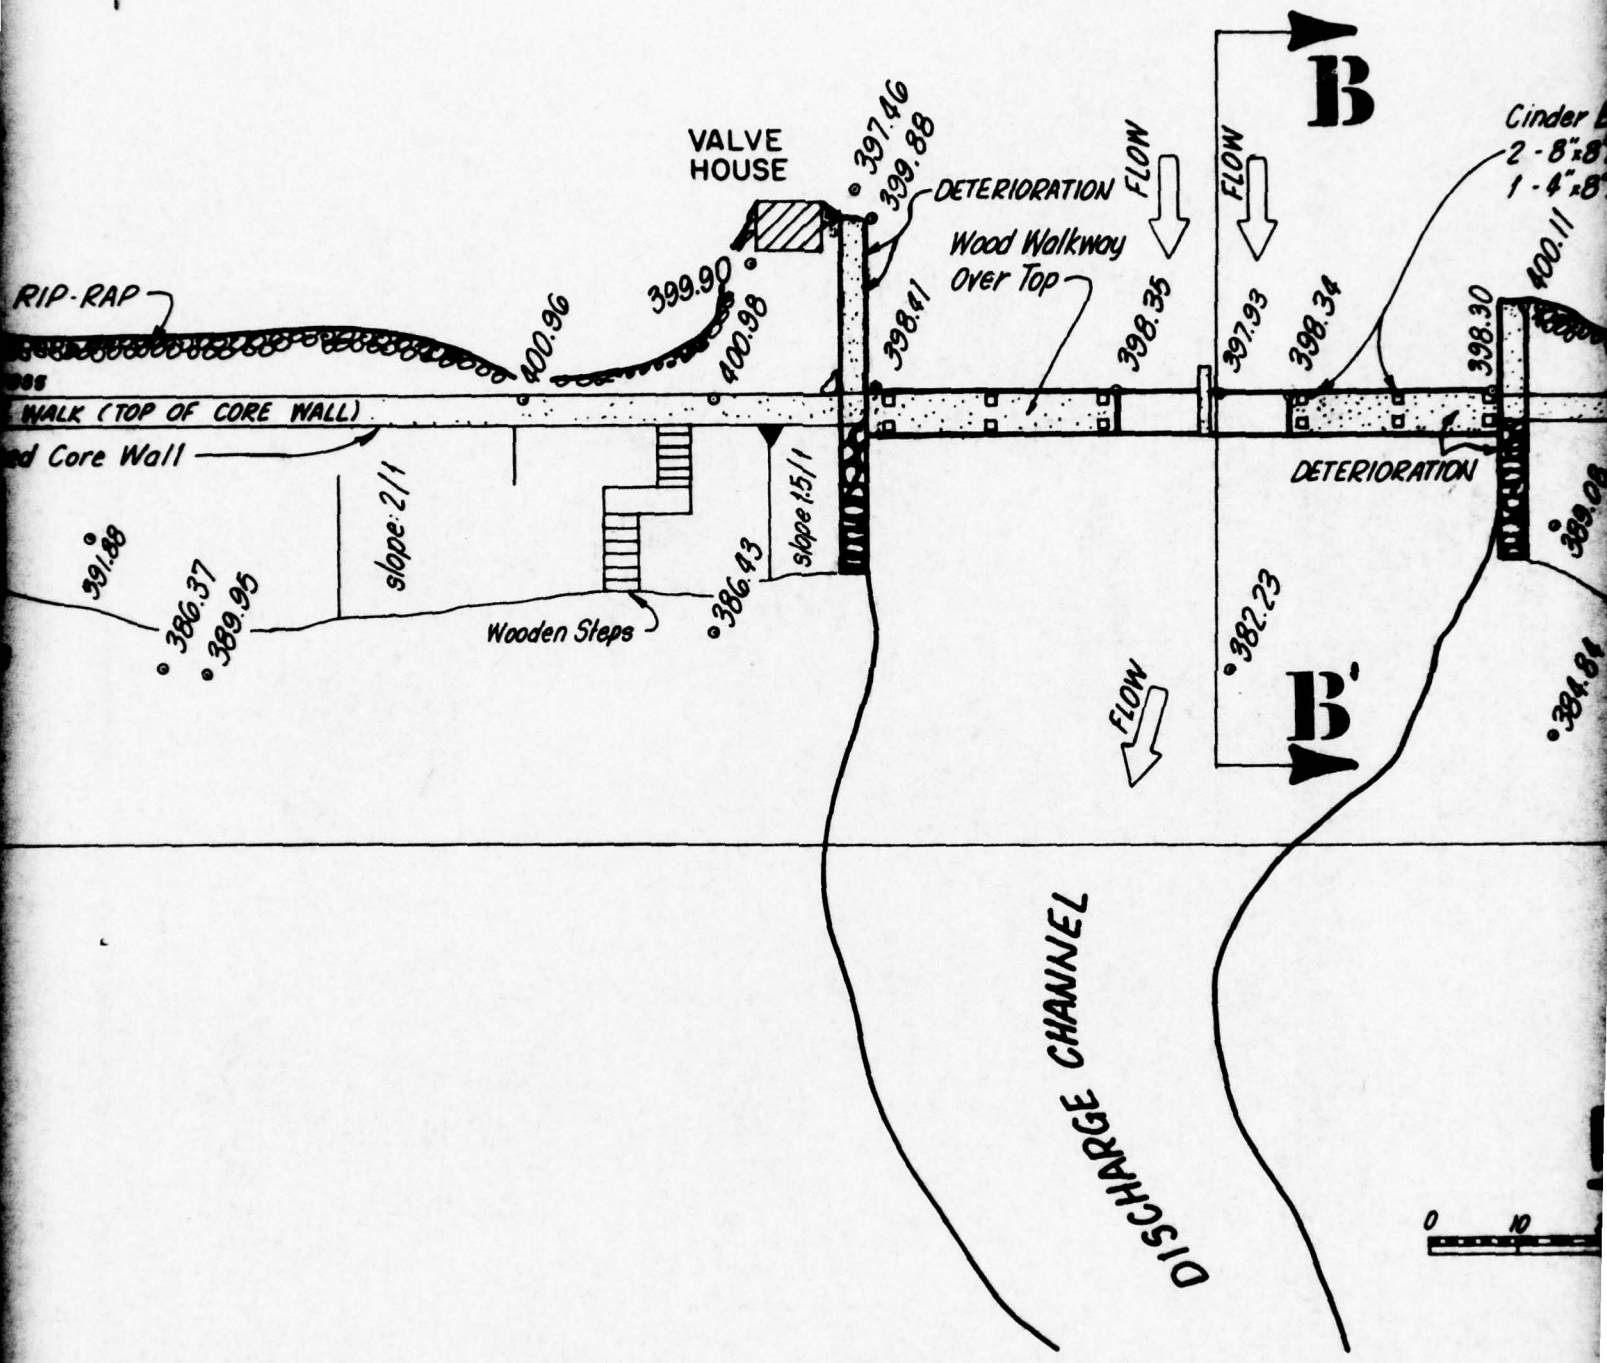 B
Cinder
2 - 8"x8"
1 - 4"x8"
VALVE
HOUSE
397.46
399.88
DETERIORATION
FLOW
FLOW
Wood Walkway
Over Top
400.11
RIP-RAP
399.90
400.96
400.98
398.41
398.35
397.93
398.34
398.30
WALK (TOP OF CORE WALL)
Core Wall
slope: 2/1
slope 1.5/1
DETERIORATION
391.88
386.37
389.95
386.43
389.08
Wooden Steps
382.23
B'
FLOW
384.84
DISCHARGE CHANNEL
0 10